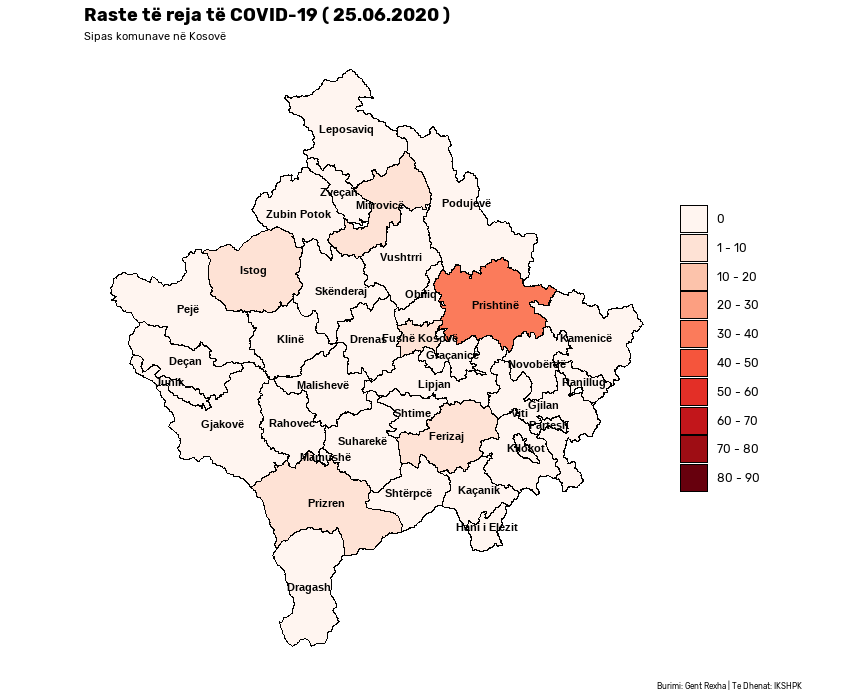 Raste të reja të COVID-19 ( 25.06.2020 )
Sipas komunave në Kosovë
Leposaviq
Zveçan
Mitrovicë
Podujevë
Zubin Potok
Vushtrri
Istog
Skënderaj
Obiliq
Prishtinë
Pejë
Klinë
Drenas
Fushë Kosovë
Kamenicë
Graçanicë
Deçan
Novobërdë
Junik
Malishevë
Lipjan
Ranillug
Gjilan
Shtime
Viti
Gjakovë
Rahovec
Partesh
Suharekë
Ferizaj
Kllokot
Mamushë
Shtërpcë
Kaçanik
Prizren
Hani i Elezit
Dragash
0
1 - 10
10 - 20
20 - 30
30 - 40
40 - 50
50 - 60
60 - 70
70 - 80
80 - 90
Burimi: Gent Rexha | Te Dhenat: IKSHPK